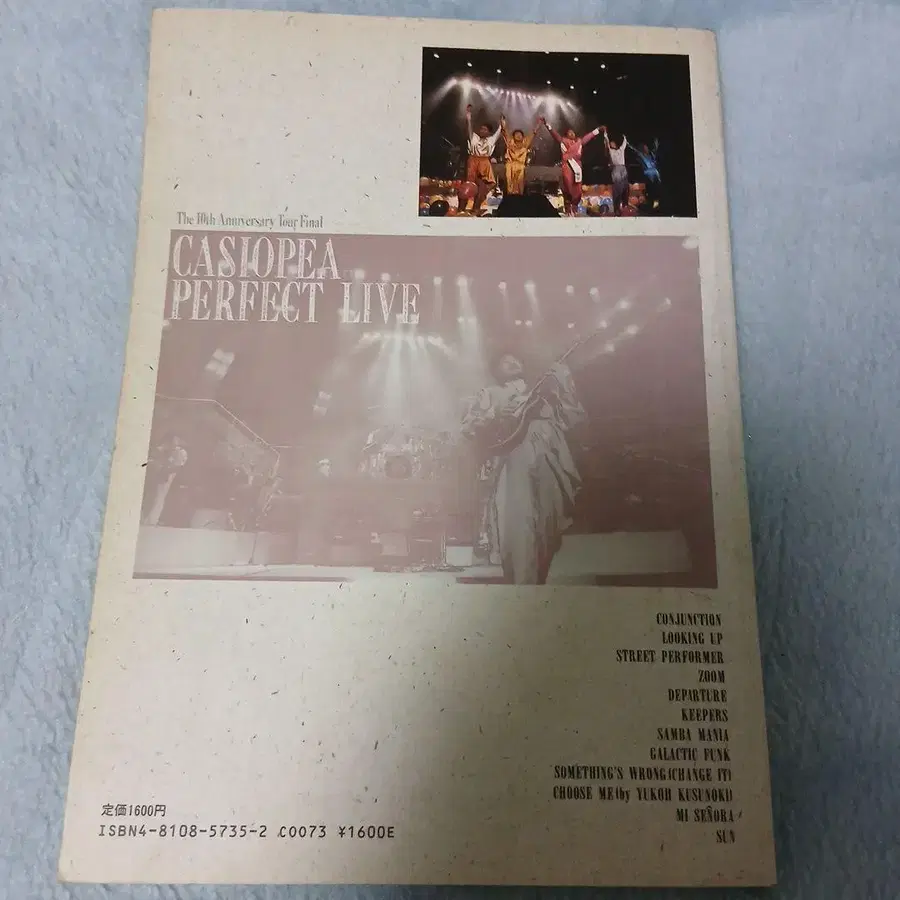 The 10th Anniversary Tour Final
CASIOPEA
PERFECT LIVE
CONJUNCTION
LOOKING UP
STREET PERFORMER
ZOOM
DEPARTURE
KEEPERS
SAMBA MANIA
GALACTIC FUNK
SOMETHING'S WRONG(CHANGE IT)
CHOOSE ME(by YUKOH KUSUNOKI)
MI SEÑORA
SUN
定価1600円
ISBN4-8108-5735-2 C0073 ¥1600E